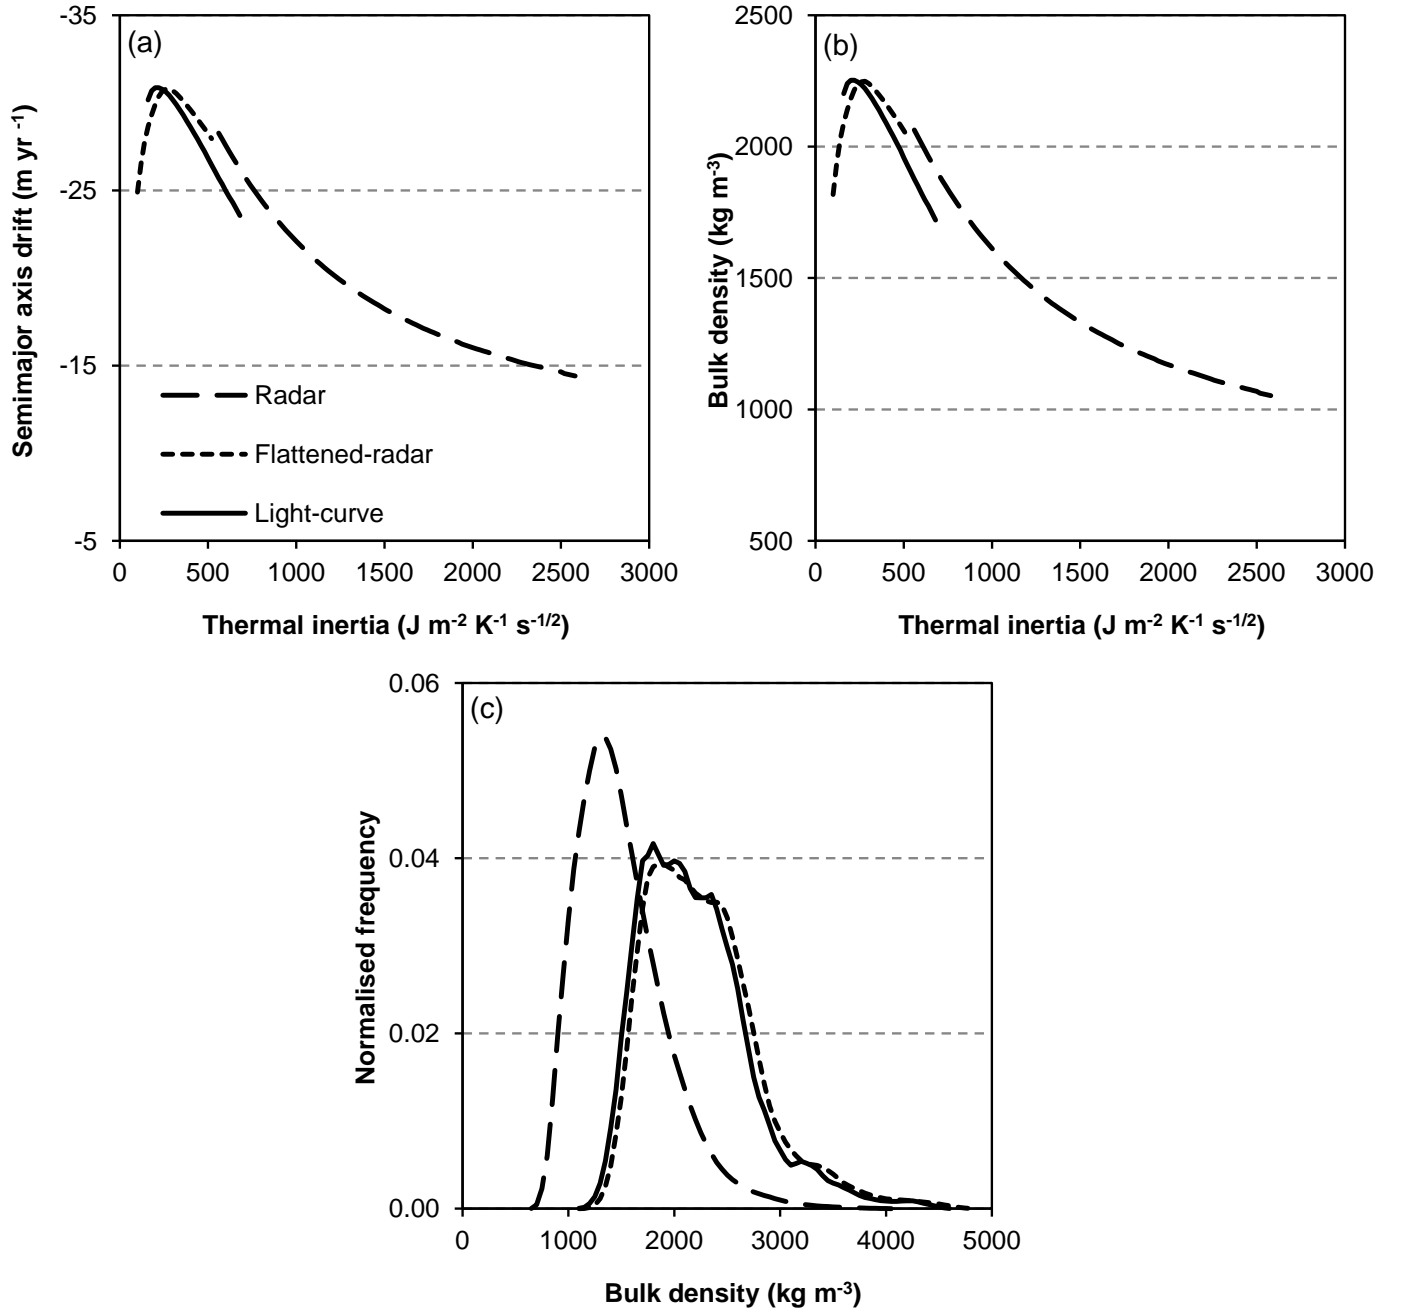 (a)
-35
-25
-15
-5
Semimajor axis drift (m yr -1)
Radar
Flattened-radar
Light-curve
0 500 1000 1500 2000 2500 3000
Thermal inertia (J m-2 K-1 s-1/2)
(b)
2500
2000
1500
1000
500
Bulk density (kg m-3)
0 500 1000 1500 2000 2500 3000
Thermal inertia (J m-2 K-1 s-1/2)
(c)
0.06
0.04
0.02
0.00
Normalised frequency
0 1000 2000 3000 4000 5000
Bulk density (kg m-3)